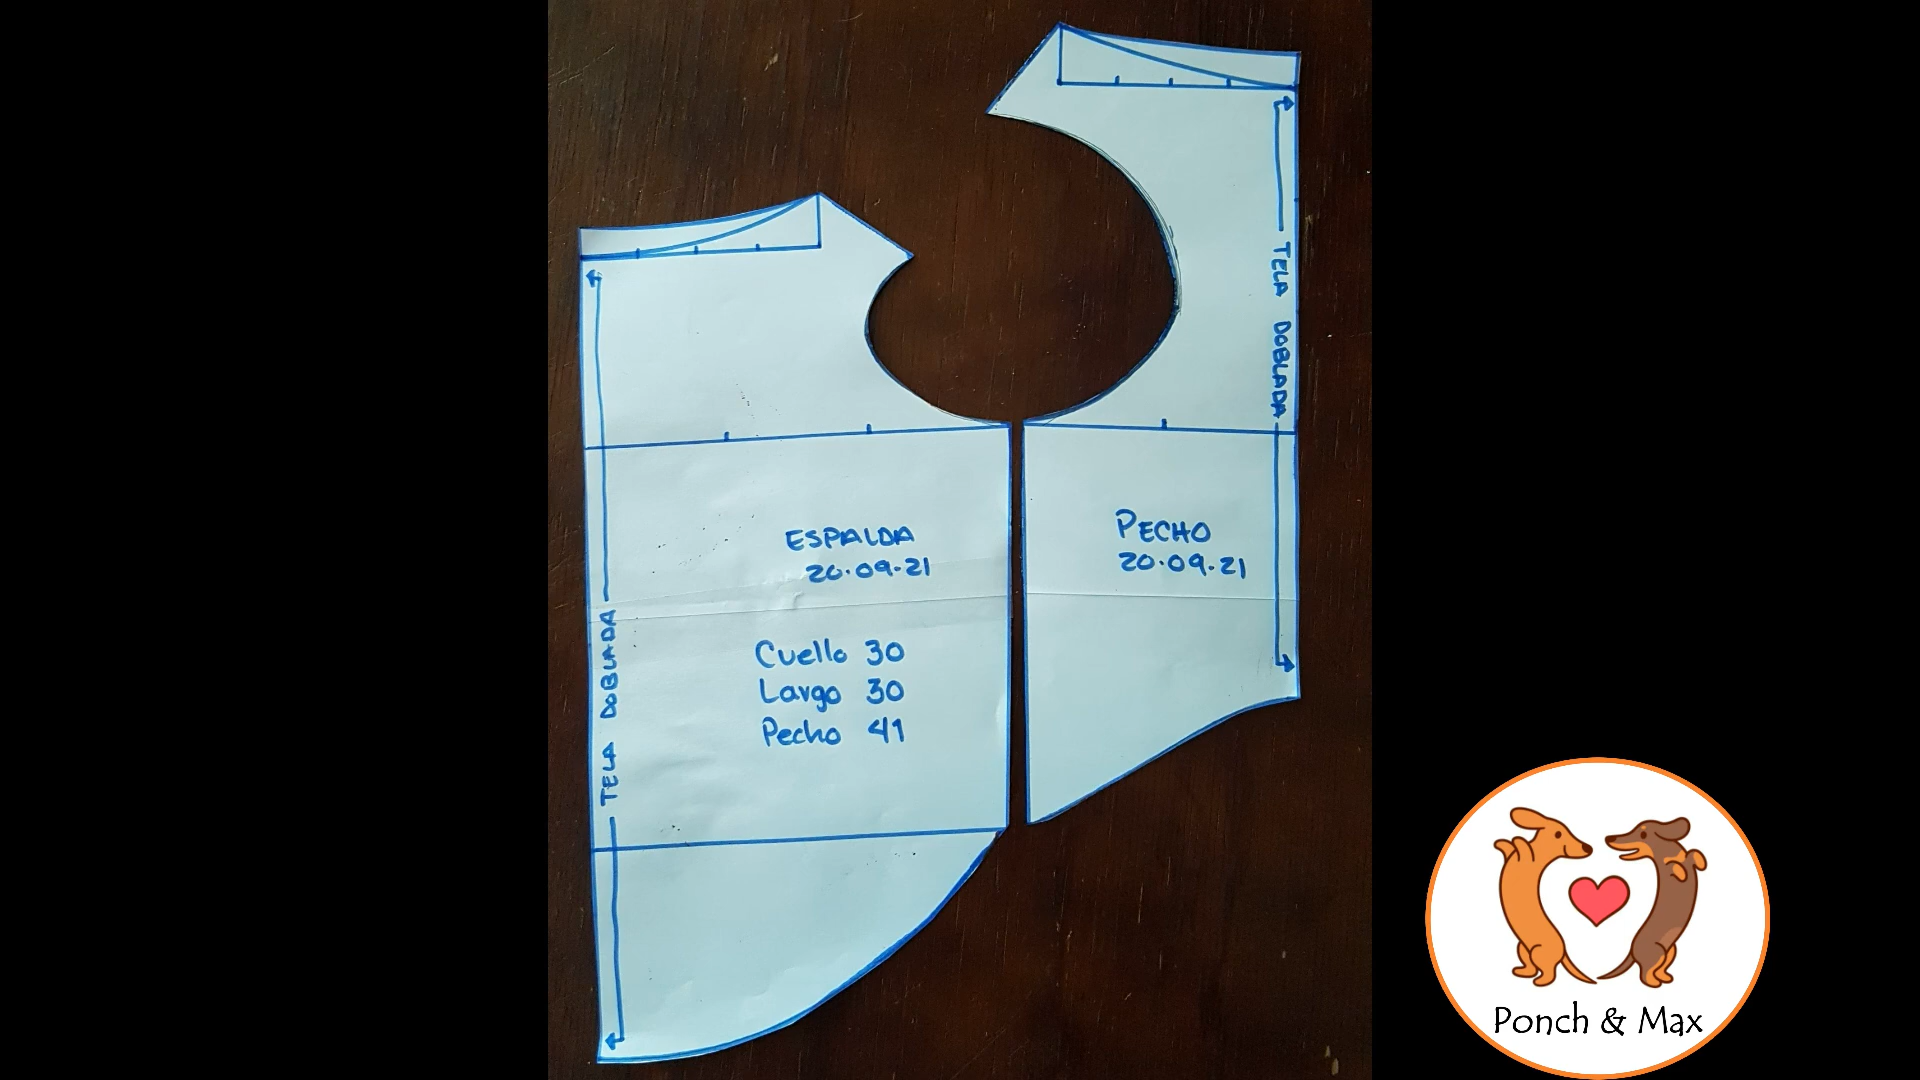 TELA DOBLADA
ESPALDA
20.09.21
Cuello 30
Largo 30
Pecho 41
TELA DOBLADA
PECHO
20.09.21
Ponch & Max